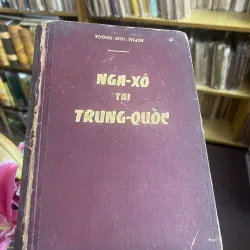 TƯỞNG-GIỚI-THẠCH
NGA-XÔ
TẠI
TRUNG-QUỐC